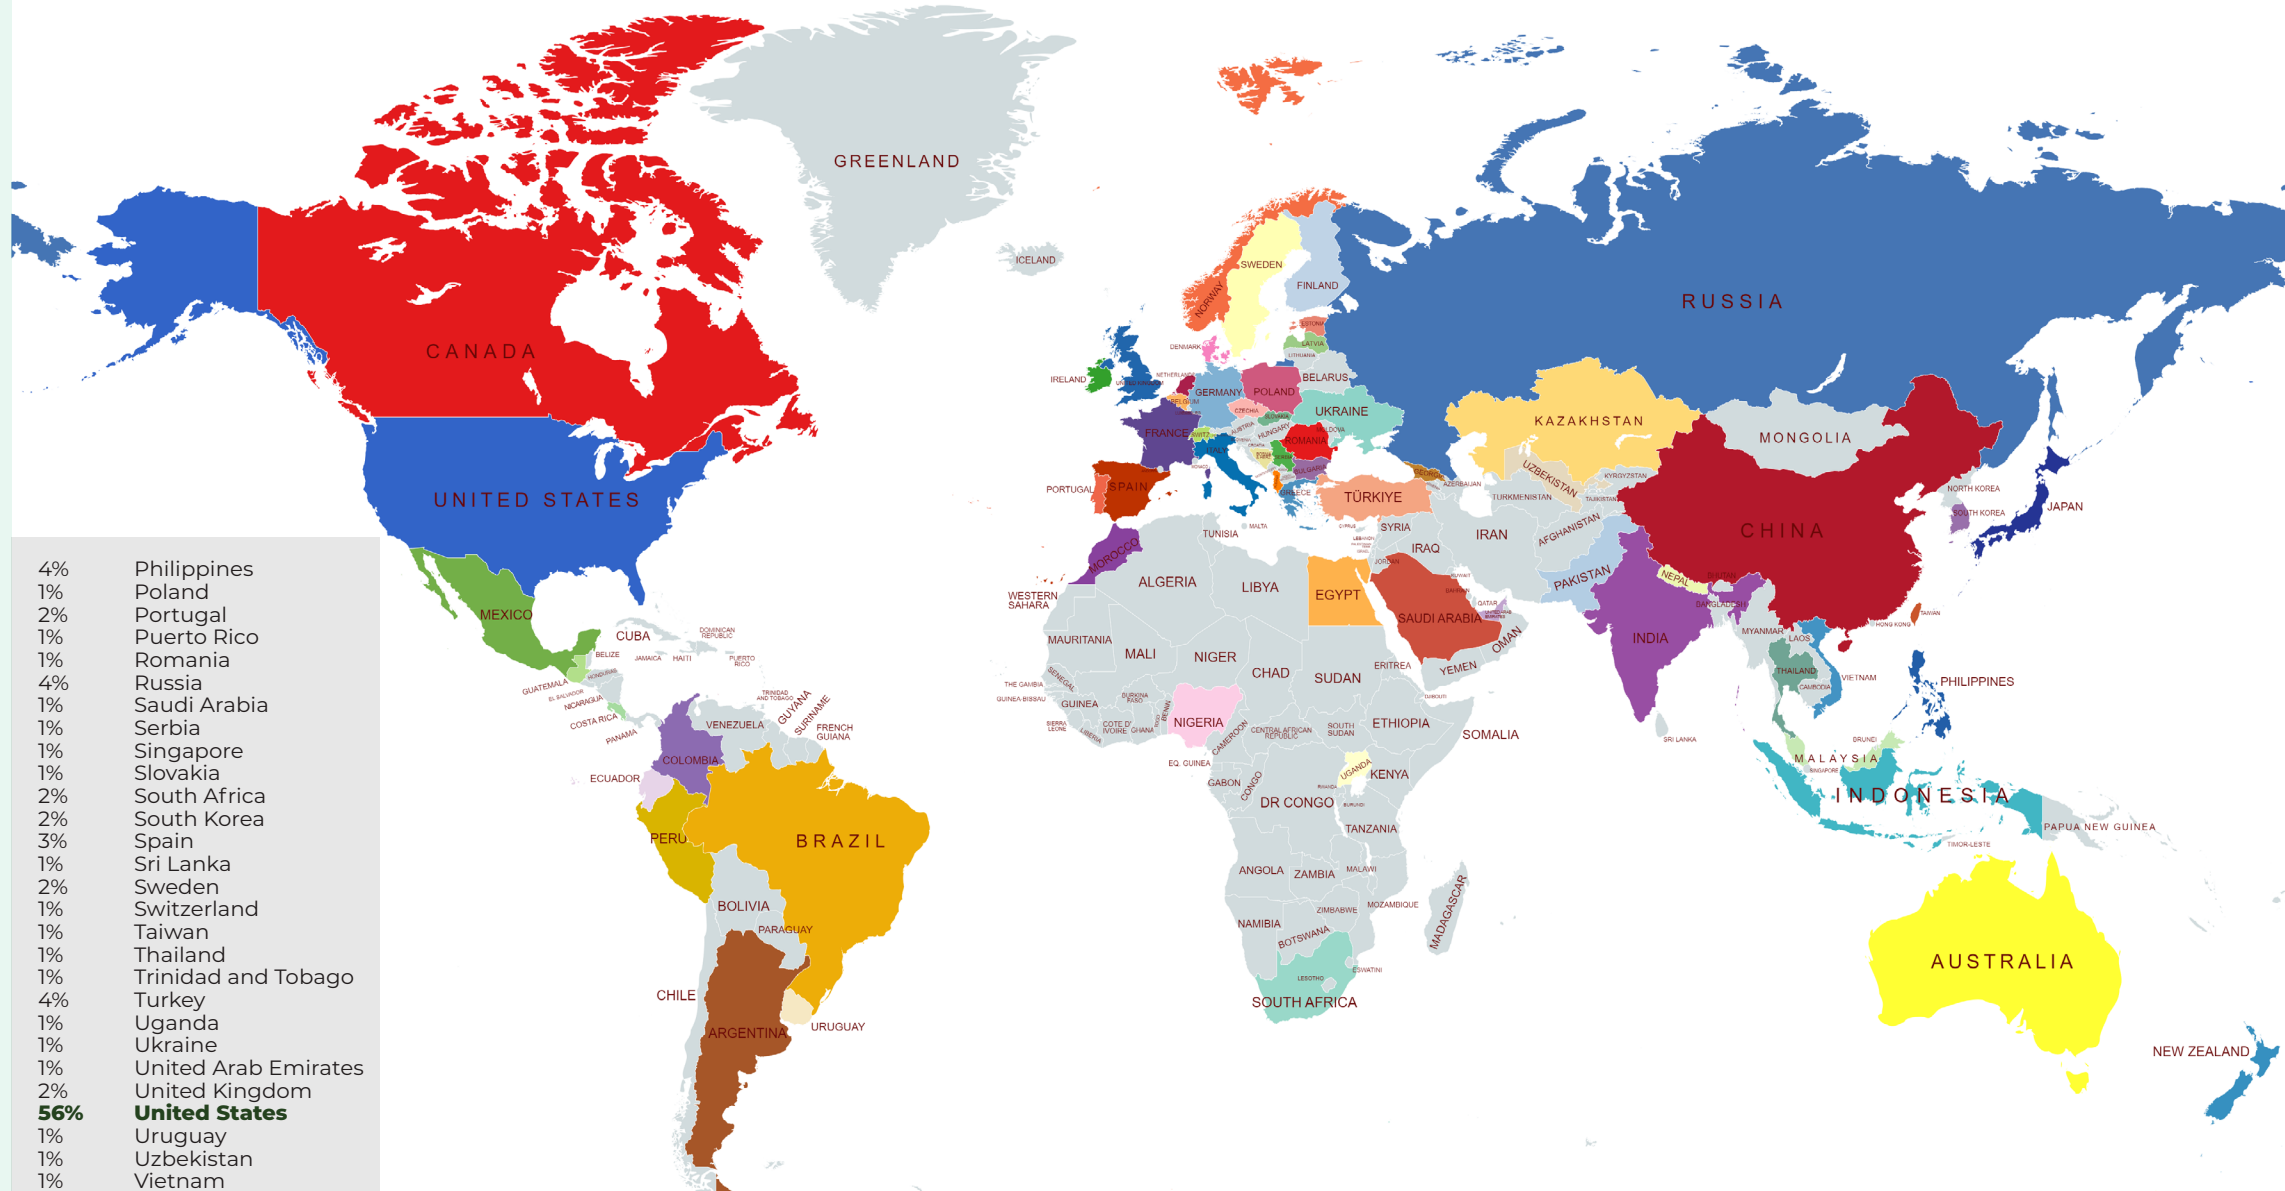 GREENLAND
ICELAND
CANADA
UNITED STATES
MEXICO
CUBA
DOMINICAN
REPUBLIC
BELIZE
JAMAICA
HAITI
PUERTO
RICO
GUATEMALA
HONDURAS
EL SALVADOR
NICARAGUA
COSTA RICA
PANAMA
TRINIDAD
AND TOBAGO
VENEZUELA
GUYANA
SURINAME
FRENCH
GUIANA
COLOMBIA
ECUADOR
PERU
BRAZIL
BOLIVIA
PARAGUAY
CHILE
ARGENTINA
URUGUAY
NORWAY
SWEDEN
FINLAND
ESTONIA
LATVIA
LITHUANIA
DENMARK
IRELAND
UNITED KINGDOM
NETHERLANDS
BELGIUM
GERMANY
POLAND
BELARUS
CZECHIA
SLOVAKIA
UKRAINE
FRANCE
SWITZ
AUSTRIA
HUNGARY
MOLDOVA
ROMANIA
ITALY
BULGARIA
MONACO
PORTUGAL
SPAIN
GREECE
TÜRKIYE
GEORGIA
AZERBAIJAN
RUSSIA
KAZAKHSTAN
UZBEKISTAN
KYRGYZSTAN
TURKMENISTAN
TAJIKISTAN
MONGOLIA
CHINA
NORTH KOREA
SOUTH KOREA
JAPAN
MALTA
CYPRUS
SYRIA
LEBANON
ISRAEL
JORDAN
IRAQ
IRAN
AFGHANISTAN
KUWAIT
BAHRAIN
QATAR
UNITED ARAB
EMIRATES
SAUDI ARABIA
OMAN
YEMEN
PAKISTAN
INDIA
NEPAL
BHUTAN
BANGLADESH
MYANMAR
LAOS
THAILAND
CAMBODIA
VIETNAM
HONG KONG
TAIWAN
PHILIPPINES
SRI LANKA
BRUNEI
MALAYSIA
SINGAPORE
INDONESIA
TIMOR-LESTE
PAPUA NEW GUINEA
AUSTRALIA
NEW ZEALAND
MOROCCO
WESTERN
SAHARA
ALGERIA
TUNISIA
LIBYA
EGYPT
MAURITANIA
MALI
NIGER
CHAD
SUDAN
ERITREA
DJIBOUTI
SENEGAL
THE GAMBIA
GUINEA-BISSAU
GUINEA
SIERRA
LEONE
LIBERIA
COTE D'
IVOIRE
BURKINA
FASO
GHANA
TOGO
BENIN
NIGERIA
CAMEROON
CENTRAL AFRICAN
REPUBLIC
SOUTH
SUDAN
ETHIOPIA
SOMALIA
EQ. GUINEA
GABON
CONGO
DR CONGO
UGANDA
RWANDA
BURUNDI
KENYA
TANZANIA
ANGOLA
ZAMBIA
MALAWI
MOZAMBIQUE
ZIMBABWE
NAMIBIA
BOTSWANA
MADAGASCAR
LESOTHO
ESWATINI
SOUTH AFRICA
4% Philippines
1% Poland
2% Portugal
1% Puerto Rico
1% Romania
4% Russia
1% Saudi Arabia
1% Serbia
1% Singapore
1% Slovakia
2% South Africa
2% South Korea
3% Spain
1% Sri Lanka
2% Sweden
1% Switzerland
1% Taiwan
1% Thailand
1% Trinidad and Tobago
4% Turkey
1% Uganda
1% Ukraine
1% United Arab Emirates
2% United Kingdom
56% United States
1% Uruguay
1% Uzbekistan
1% Vietnam